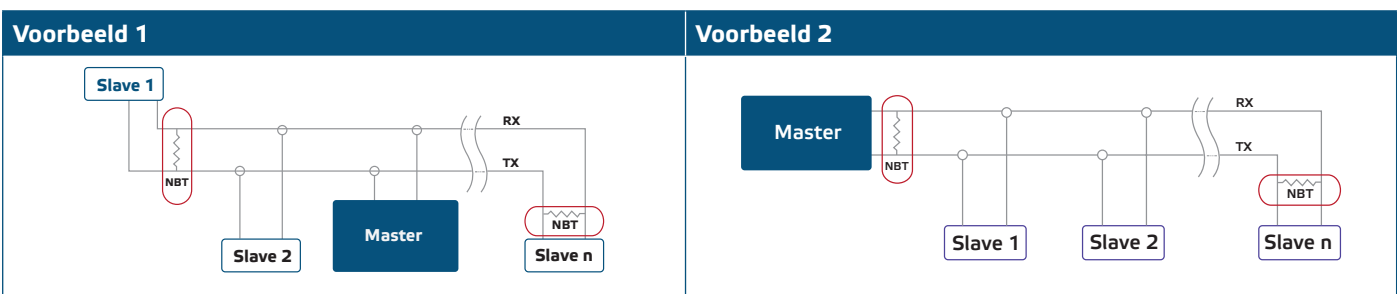 Voorbeeld 1
Slave 1
RX
TX
NBT
NBT
Slave 2
Master
Slave n
Voorbeeld 2
Master
RX
TX
NBT
NBT
Slave 1
Slave 2
Slave n